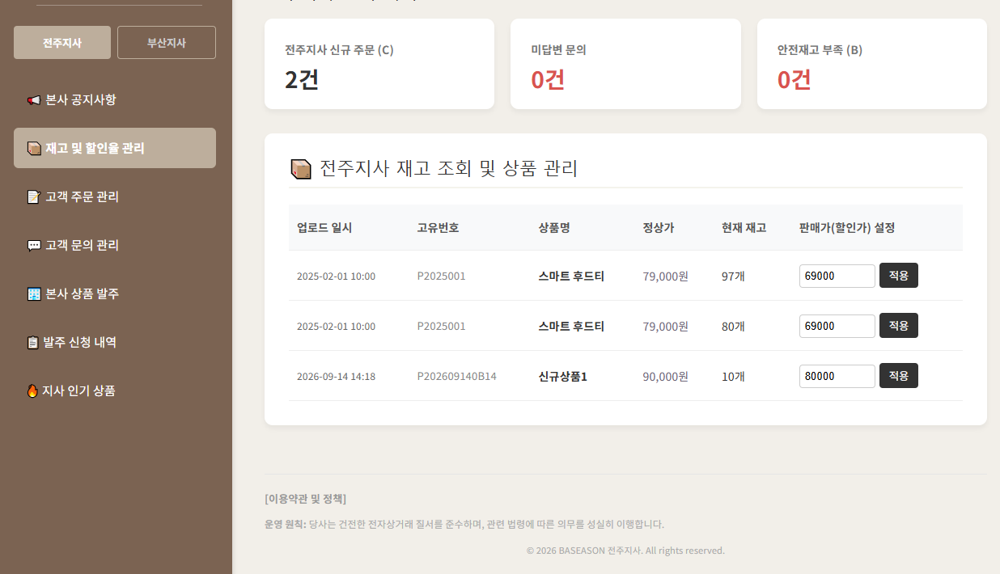 전주지사 부산지사
본사 공지사항
재고 및 할인율 관리
고객 주문 관리
고객 문의 관리
본사 상품 발주
발주 신청 내역
지사 인기 상품
전주지사 신규 주문 (C)
2건
미답변 문의
0건
안전재고 부족 (B)
0건
전주지사 재고 조회 및 상품 관리
업로드 일시 고유번호 상품명 정상가 현재 재고 판매가(할인가) 설정
2025-02-01 10:00 P2025001 스마트 후드티 79,000원 97개 69000 적용
2025-02-01 10:00 P2025001 스마트 후드티 79,000원 80개 69000 적용
2026-09-14 14:18 P202609140B14 신규상품1 90,000원 10개 80000 적용
[이용약관 및 정책]
운영 원칙: 당사는 건전한 전자상거래 질서를 준수하며, 관련 법령에 따른 의무를 성실히 이행합니다.
© 2026 BASEASON 전주지사. All rights reserved.